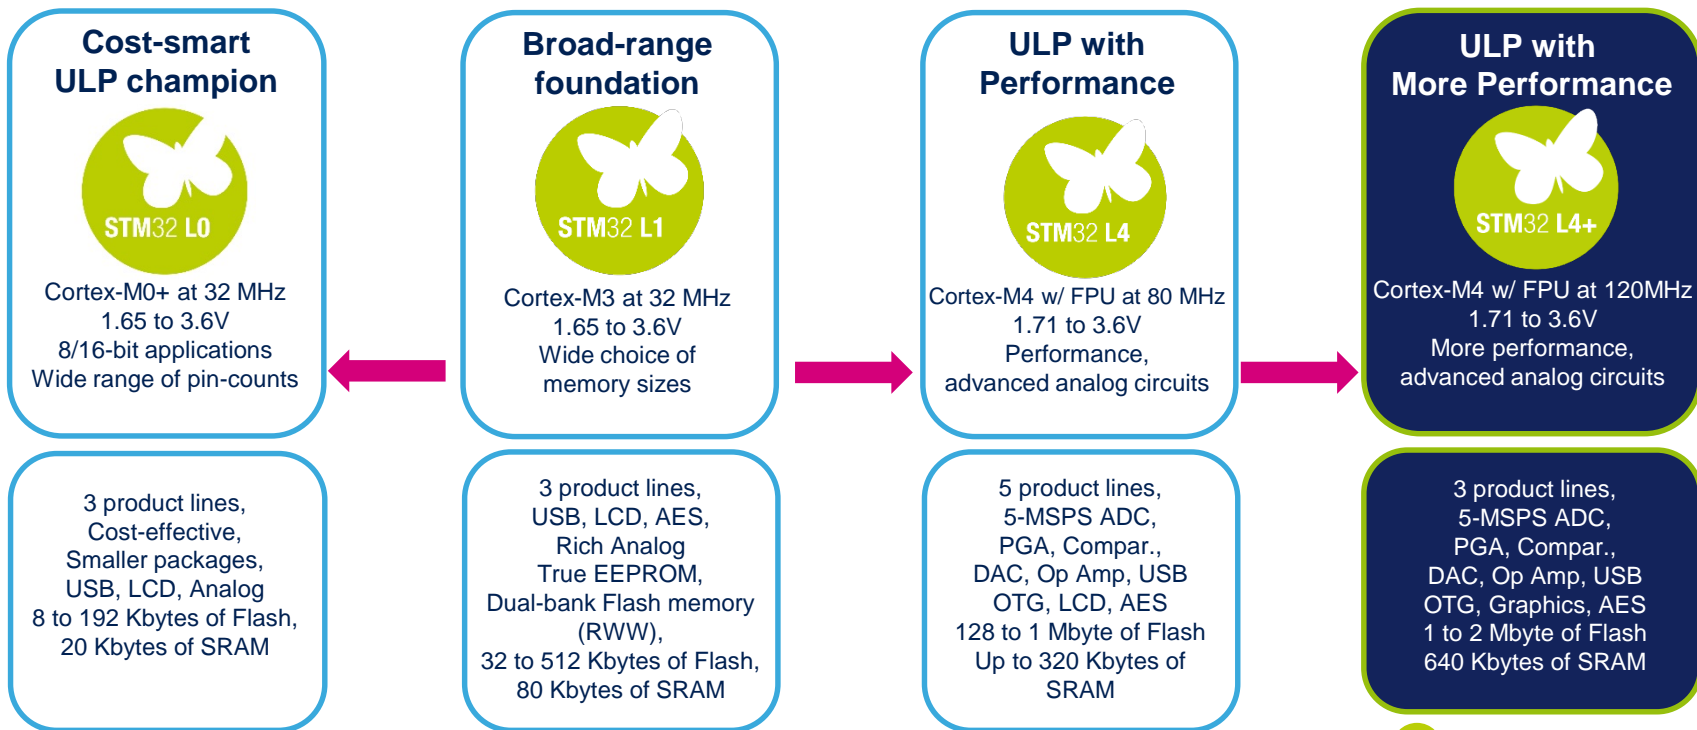 Cost-smart
ULP champion
STM32 L0
Cortex-M0+ at 32 MHz
1.65 to 3.6V
8/16-bit applications
Wide range of pin-counts
3 product lines,
Cost-effective,
Smaller packages,
USB, LCD, Analog
8 to 192 Kbytes of Flash,
20 Kbytes of SRAM
Broad-range
foundation
STM32 L1
Cortex-M3 at 32 MHz
1.65 to 3.6V
Wide choice of
memory sizes
3 product lines,
USB, LCD, AES,
Rich Analog
True EEPROM,
Dual-bank Flash memory
(RWW),
32 to 512 Kbytes of Flash,
80 Kbytes of SRAM
ULP with
Performance
STM32 L4
Cortex-M4 w/ FPU at 80 MHz
1.71 to 3.6V
Performance,
advanced analog circuits
5 product lines,
5-MSPS ADC,
PGA, Compar.,
DAC, Op Amp, USB
OTG, LCD, AES
128 to 1 Mbyte of Flash
Up to 320 Kbytes of
SRAM
ULP with
More Performance
STM32 L4+
Cortex-M4 w/ FPU at 120MHz
1.71 to 3.6V
More performance,
advanced analog circuits
3 product lines,
5-MSPS ADC,
PGA, Compar.,
DAC, Op Amp, USB
OTG, Graphics, AES
1 to 2 Mbyte of Flash
640 Kbytes of SRAM